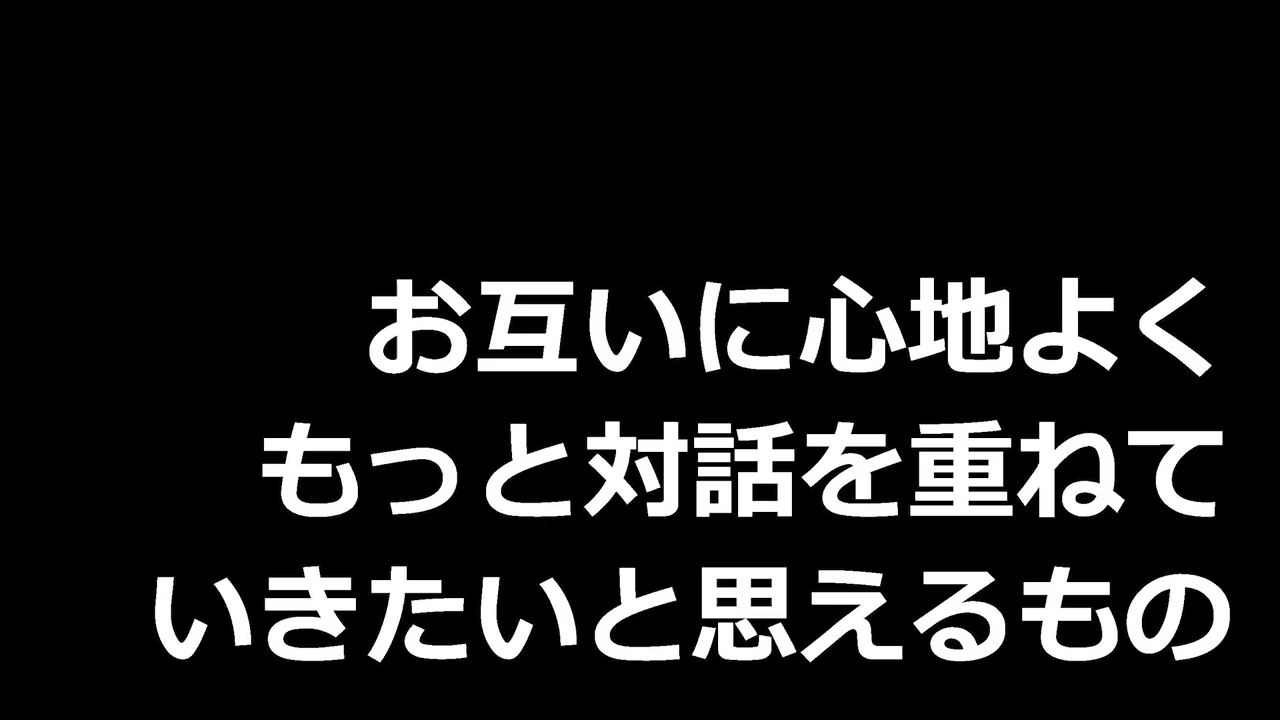 お互いに心地よく
もっと対話を重ねて
いきたいと思えるもの